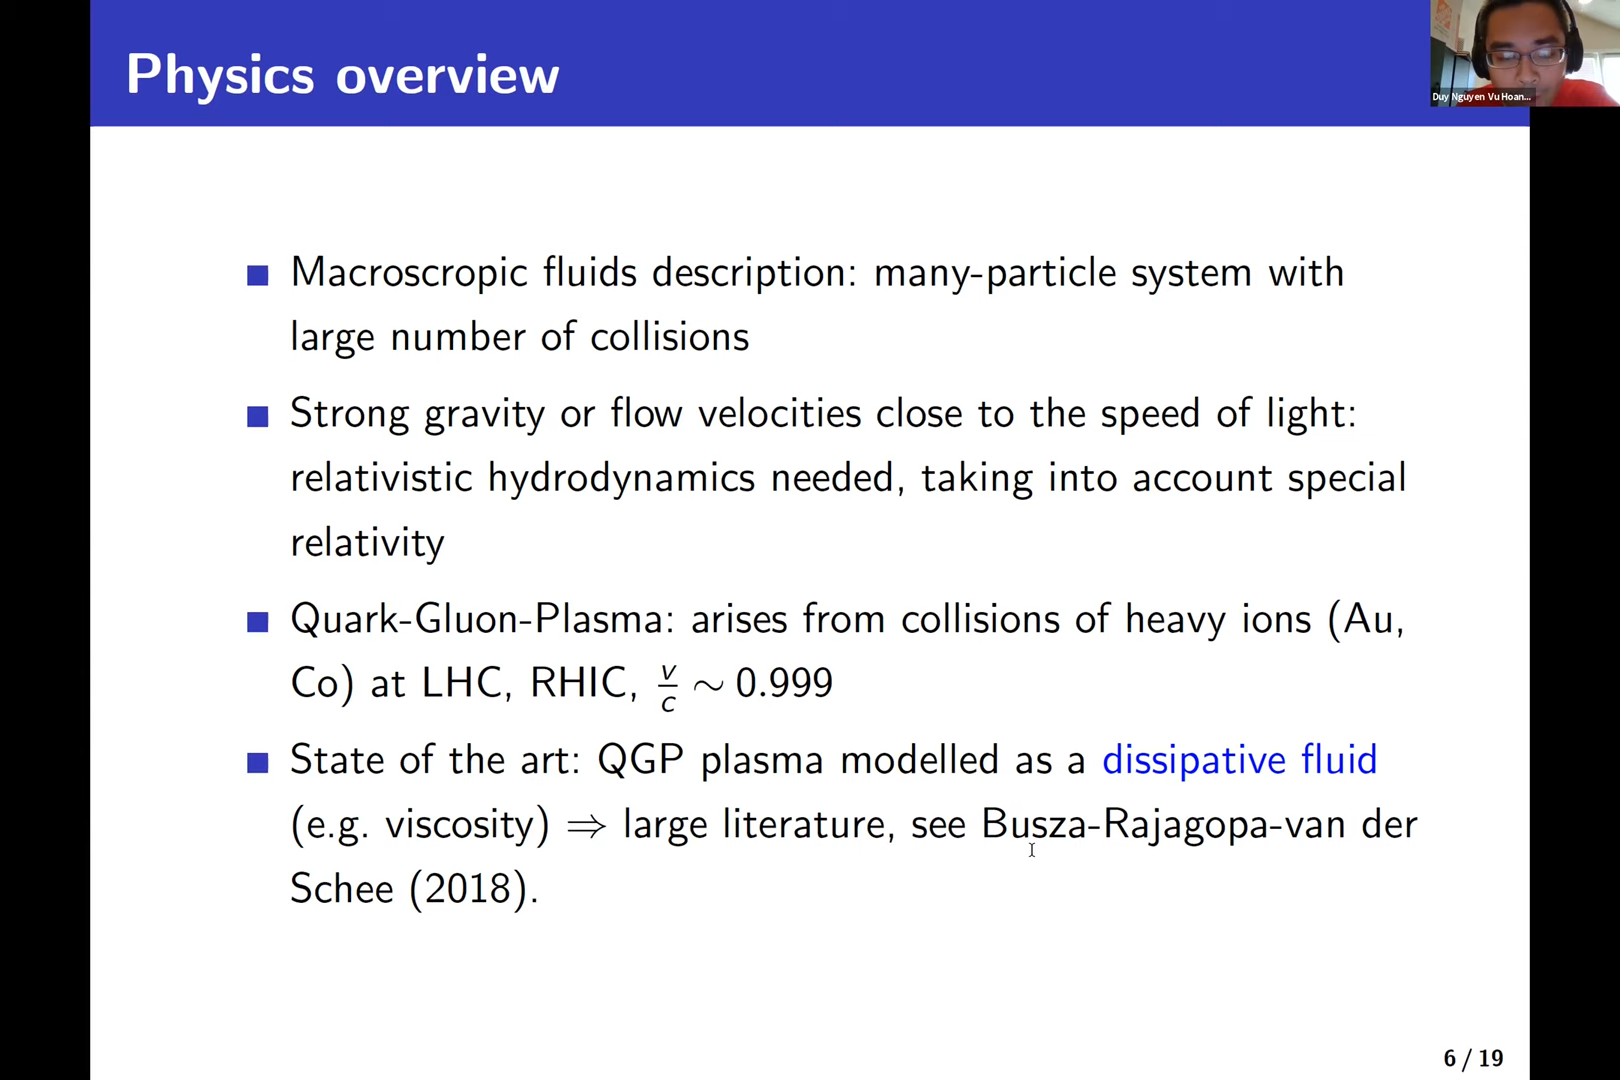 Physics overview
Duy Nguyen Vu Hoan...
Macroscropic fluids description: many-particle system with
large number of collisions
Strong gravity or flow velocities close to the speed of light:
relativistic hydrodynamics needed, taking into account special
relativity
Quark-Gluon-Plasma: arises from collisions of heavy ions (Au,
Co) at LHC, RHIC, v/c ∼ 0.999
State of the art: QGP plasma modelled as a dissipative fluid
(e.g. viscosity) ⇒ large literature, see Busza-Rajagopa-van der
Schee (2018).
6 / 19